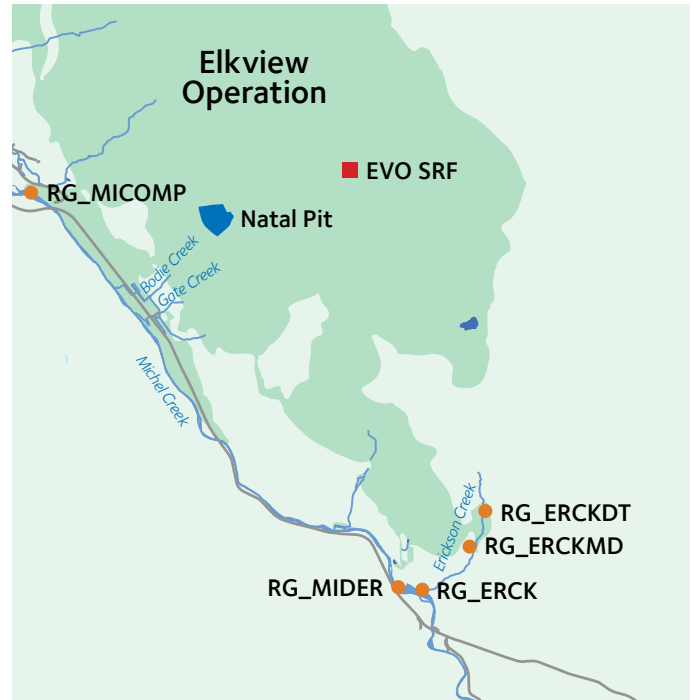 Elkview
Operation
EVO SRF
RG_MICOMP
Natal Pit
Bodie Creek
Gate Creek
Michel Creek
RG_ERCKDT
Erickson Creek
RG_ERCKMD
RG_MIDER
RG_ERCK